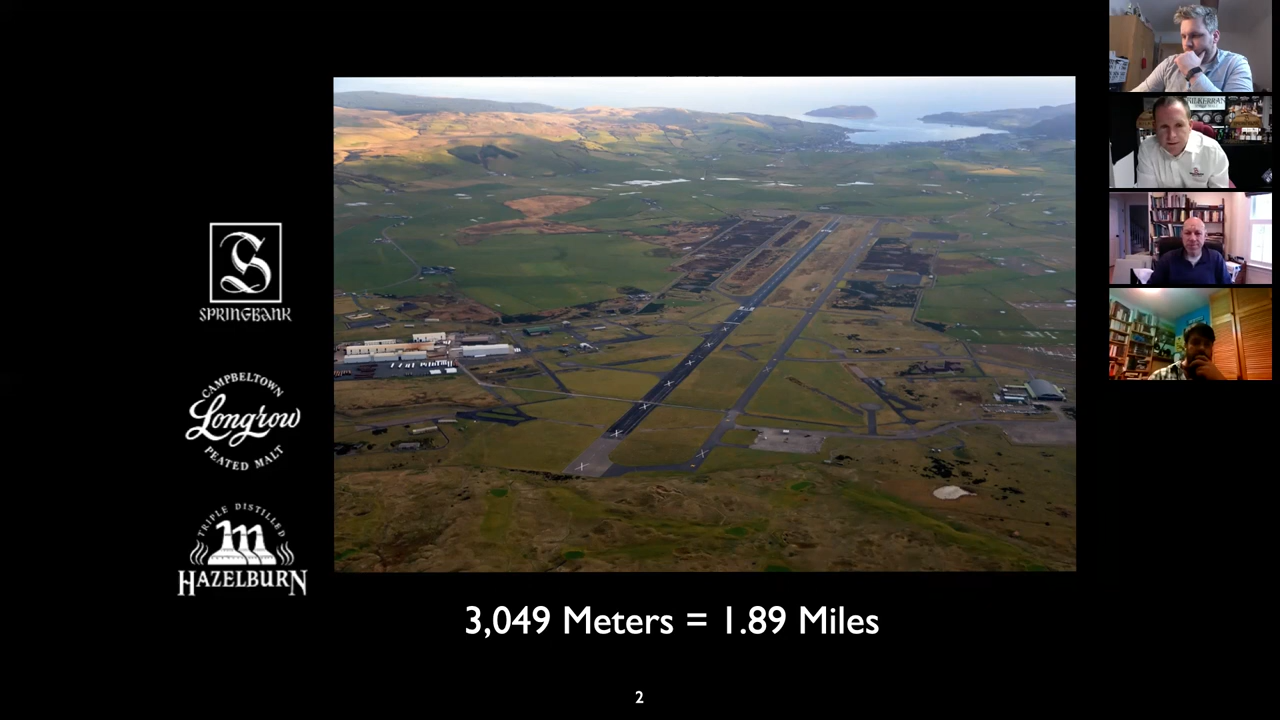 SPRINGBANK
CAMPBELTOWN
Longrow
PEATED MALT
TRIPLE DISTILLED
HAZELBURN
3,049 Meters = 1.89 Miles
2